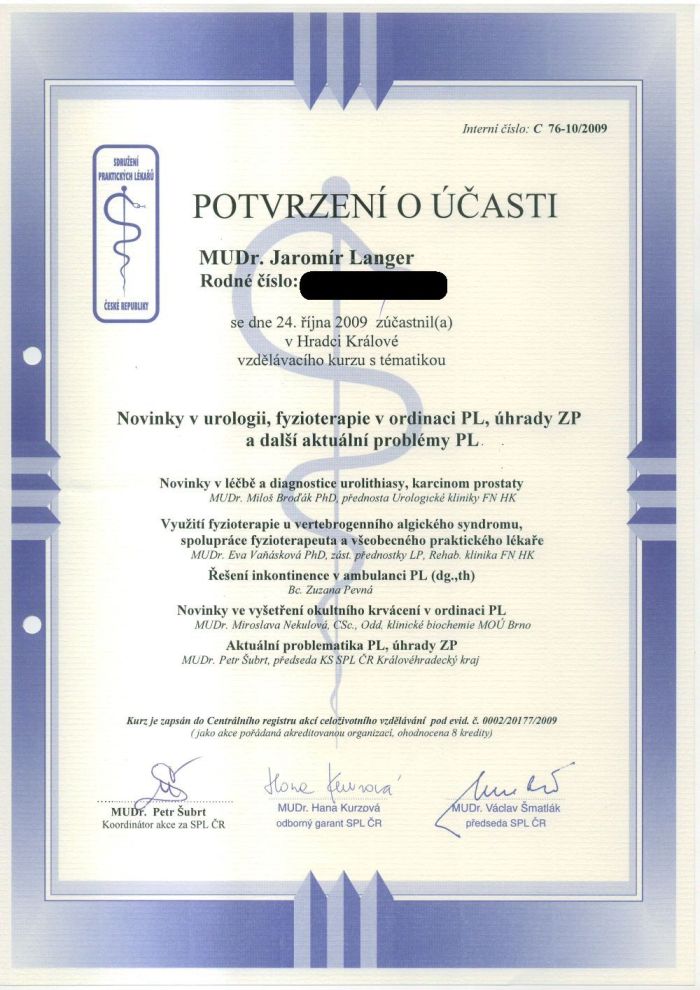 Interní číslo: C 76-10/2009
SDRUŽENÍ
PRAKTICKÝCH LÉKAŘŮ
ČESKÉ REPUBLIKY
POTVRZENÍ O ÚČASTI
MUDr. Jaromír Langer
Rodné číslo:
se dne 24. října 2009 zúčastnil(a)
v Hradci Králové
vzdělávacího kurzu s tématikou
Novinky v urologii, fyzioterapie v ordinaci PL, úhrady ZP
a další aktuální problémy PL.
Novinky v léčbě a diagnostice urolithiasy, karcinom prostaty
MUDr. Miloš Broďák PhD, přednosta Urologické kliniky FN HK
Využití fyzioterapie u vertebrogenního algického syndromu,
spolupráce fyzioterapeuta a všeobecného praktického lékaře
MUDr. Eva Vaňásková PhD, zást. přednostky LP, Rehab. klinika FN HK
Řešení inkontinence v ambulanci PL (dg.,th)
Bc. Zuzana Pevná
Novinky ve vyšetření okultního krvácení v ordinaci PL
MUDr. Miroslava Nekulová, CSc., Odd. klinické biochemie MOÚ Brno
Aktuální problematika PL, úhrady ZP
MUDr. Petr Šubrt, předseda KS SPL ČR Královéhradecký kraj
Kurz je zapsán do Centrálního registru akcí celoživotního vzdělávání pod evid. č. 0002/20177/2009
( jako akce pořádaná akreditovanou organizací, ohodnocena 8 kredity)
Hana Kurzová
MUDr. Petr Šubrt
Koordinátor akce za SPL ČR
MUDr. Hana Kurzová
odborný garant SPL ČR
MUDr. Václav Šmatlák
předseda SPL ČR